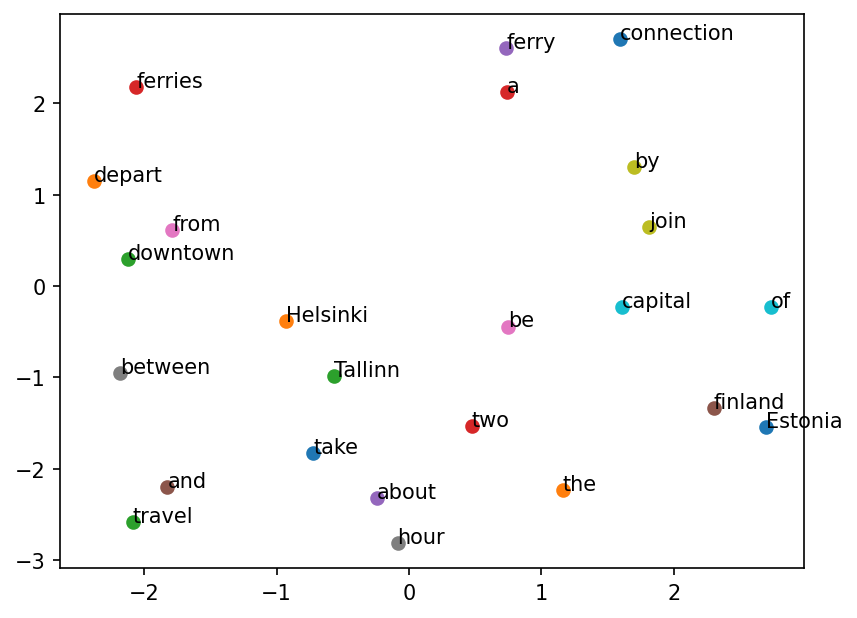 connection
ferry
ferries
a
2
by
depart
1
from
join
downtown
0
capital
of
Helsinki
be
between
Tallinn
−1
finland
Estonia
two
take
−2
and
the
about
travel
hour
−3
−2 −1 0 1 2